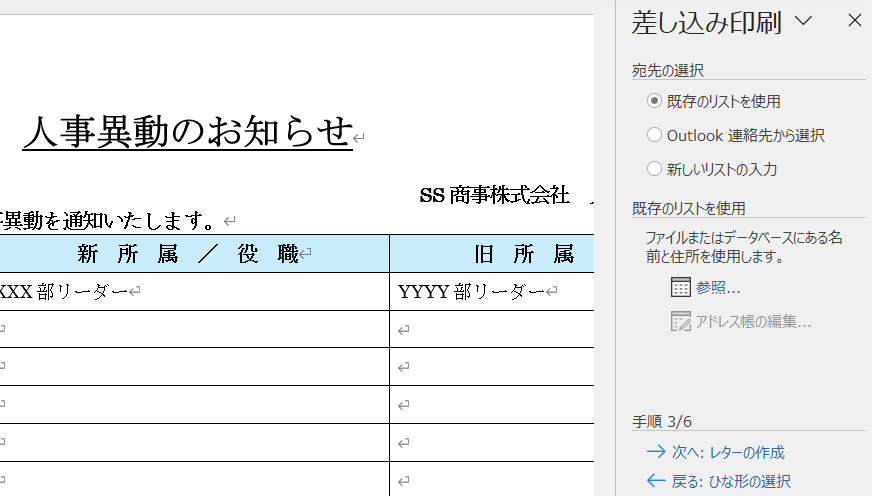 人事異動のお知らせ
SS 商事株式会社
異動を通知いたします。
新 所 属 ／ 役 職
旧 所 属
XXX 部リーダー
YYYY 部リーダー
差し込み印刷
宛先の選択
既存のリストを使用
Outlook 連絡先から選択
新しいリストの入力
既存のリストを使用
ファイルまたはデータベースにある名
前と住所を使用します。
参照...
アドレス帳の編集...
手順 3/6
次へ: レターの作成
戻る: ひな形の選択